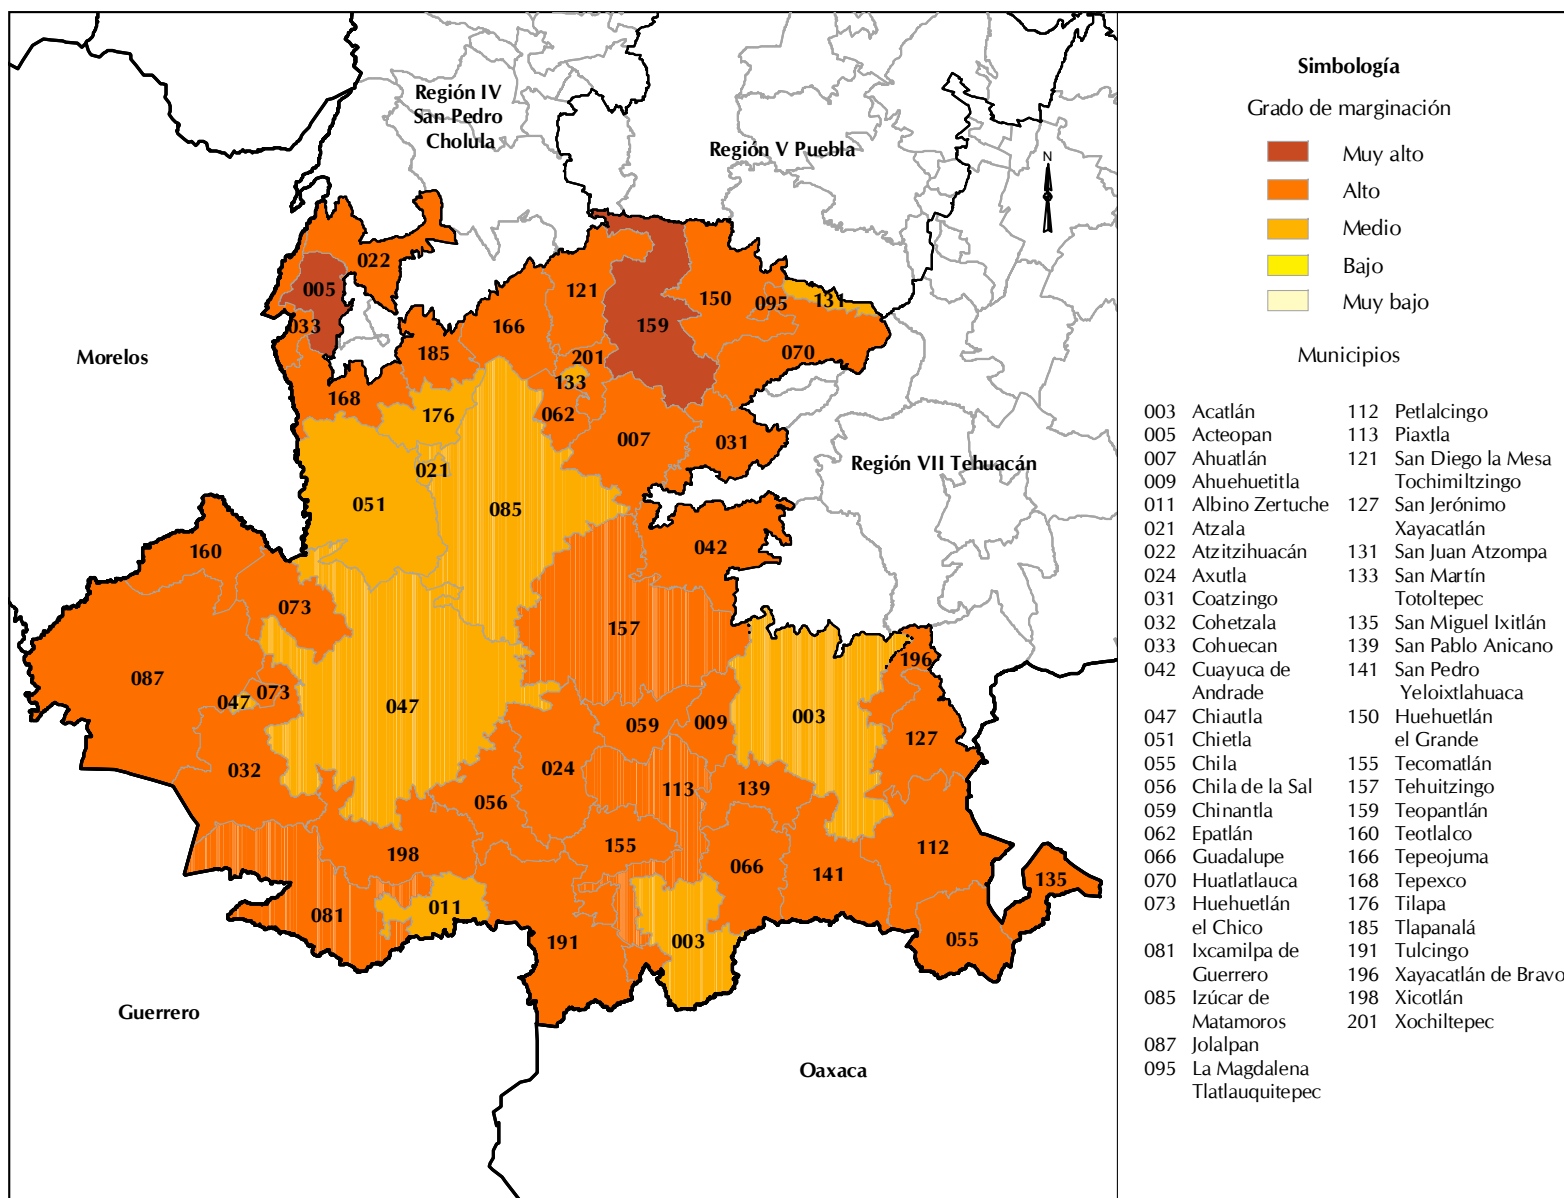 Región IV
San Pedro
Cholula
Región V Puebla
N
022
005
033
121
150
095
131
159
166
201
070
185
133
168
176
062
007
031
Morelos
Región VII Tehuacán
021
051
085
042
160
073
157
196
087
047
073
047
003
059
009
127
032
024
056
113
139
198
155
066
141
112
135
081
011
191
003
055
Guerrero
Oaxaca
Simbología
Grado de marginación
Muy alto
Alto
Medio
Bajo
Muy bajo
Municipios
003 Acatlán
005 Acteopan
007 Ahuatlán
009 Ahuehuetitla
011 Albino Zertuche
021 Atzala
022 Atzitzihuacán
024 Axutla
031 Coatzingo
032 Cohetzala
033 Cohuecan
042 Cuayuca de
Andrade
047 Chiautla
051 Chietla
055 Chila
056 Chila de la Sal
059 Chinantla
062 Epatlán
066 Guadalupe
070 Huatlatlauca
073 Huehuetlán
el Chico
081 Ixcamilpa de
Guerrero
085 Izúcar de
Matamoros
087 Jolalpan
095 La Magdalena
Tlatlauquitepec
112 Petlalcingo
113 Piaxtla
121 San Diego la Mesa
Tochimiltzingo
127 San Jerónimo
Xayacatlán
131 San Juan Atzompa
133 San Martín
Totoltepec
135 San Miguel Ixitlán
139 San Pablo Anicano
141 San Pedro
Yeloixtlahuaca
150 Huehuetlán
el Grande
155 Tecomatlán
157 Tehuitzingo
159 Teopantlán
160 Teotlalco
166 Tepeojuma
168 Tepexco
176 Tilapa
185 Tlapanalá
191 Tulcingo
196 Xayacatlán de Bravo
198 Xicotlán
201 Xochiltepec